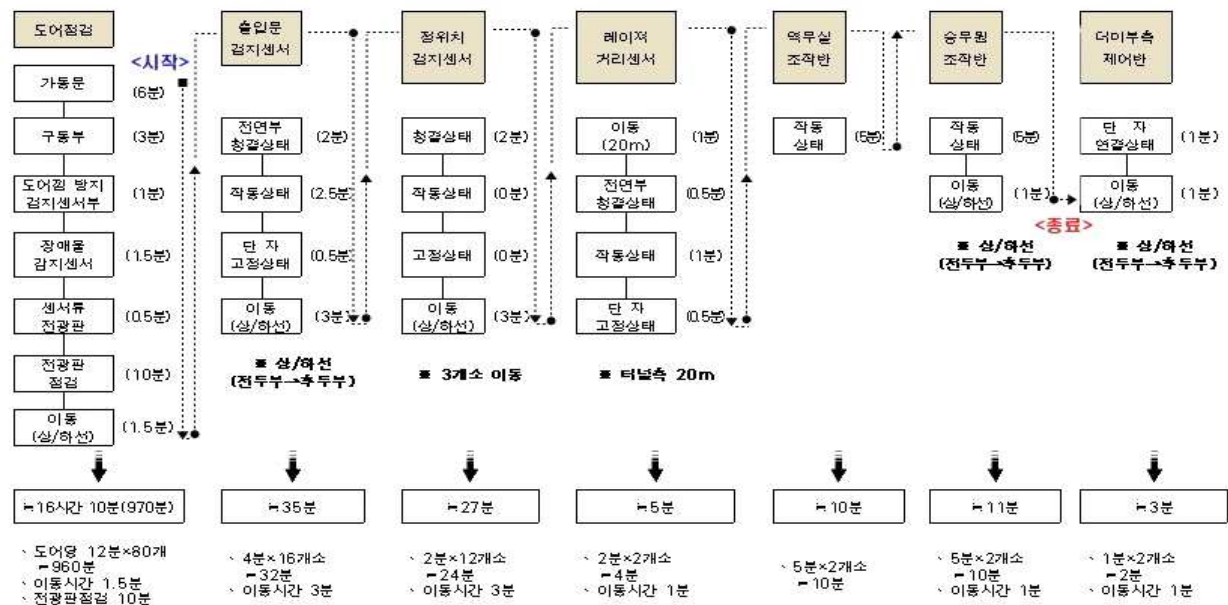 도어점검
<시작>
가동문
(6분)
구동부
(3분)
도어낌 방지
검지센서부
(1분)
장애물
감지센서
(1.5분)
센서류
전광판
(0.5분)
전광판
점검
(10분)
이동
(상/하선)
(1.5분)
≒16시간 10분(970분)
、도어당 12분×80개
=960분
、이동시간 1.5분
、전광판점검 10분
출입문
검지센서
전면부
청결상태
(2분)
작동상태
(2.5분)
단 자
고정상태
(0.5분)
이동
(상/하선)
(3분)
※ 상/하선
(전두부→후두부)
≒35분
、4분×16개소
=32분
、이동시간 3분
정위치
검지센서
청결상태
(2분)
작동상태
(0분)
고정상태
(0분)
이동
(상/하선)
(3분)
※ 3개소 이동
≒27분
、2분×12개소
=24분
、이동시간 3분
레이져
거리센서
이동
(20m)
(1분)
전면부
청결상태
(0.5분)
작동상태
(1분)
단 자
고정상태
(0.5분)
※ 터널측 20m
≒5분
、2분×2개소
=4분
、이동시간 1분
역무실
조작반
작동
상태
(5분)
≒10분
、5분×2개소
=10분
승무원
조작반
작동
상태
(5분)
이동
(상/하선)
(1분)
<종료>
※ 상/하선
(전두부→후두부)
≒11분
、5분×2개소
=10분
、이동시간 1분
더미부측
제어반
단 자
연결상태
(1분)
이동
(상/하선)
(1분)
※ 상/하선
(전두부→후두부)
≒3분
、1분×2개소
=2분
、이동시간 1분